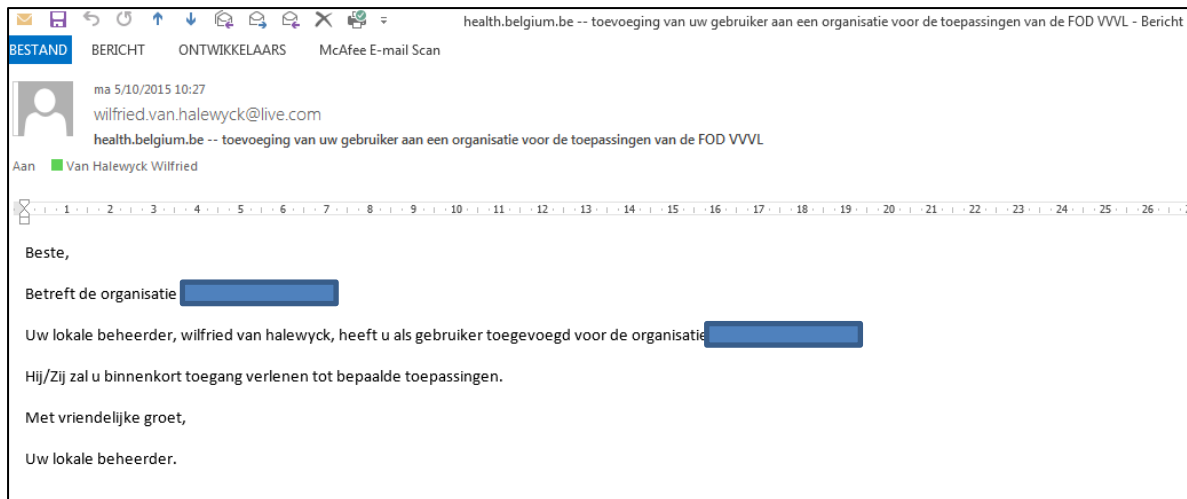 health.belgium.be -- toevoeging van uw gebruiker aan een organisatie voor de toepassingen van de FOD VVVL - Bericht
BESTAND BERICHT ONTWIKKELAARS McAfee E-mail Scan
ma 5/10/2015 10:27
wilfried.van.halewyck@live.com
health.belgium.be -- toevoeging van uw gebruiker aan een organisatie voor de toepassingen van de FOD VVVL
Aan Van Halewyck Wilfried
1 2 3 4 5 6 7 8 9 10 11 12 13 14 15 16 17 18 19 20 21 22 23 24 25 26
Beste,
Betreft de organisatie
Uw lokale beheerder, wilfried van halewyck, heeft u als gebruiker toegevoegd voor de organisatie
Hij/Zij zal u binnenkort toegang verlenen tot bepaalde toepassingen.
Met vriendelijke groet,
Uw lokale beheerder.